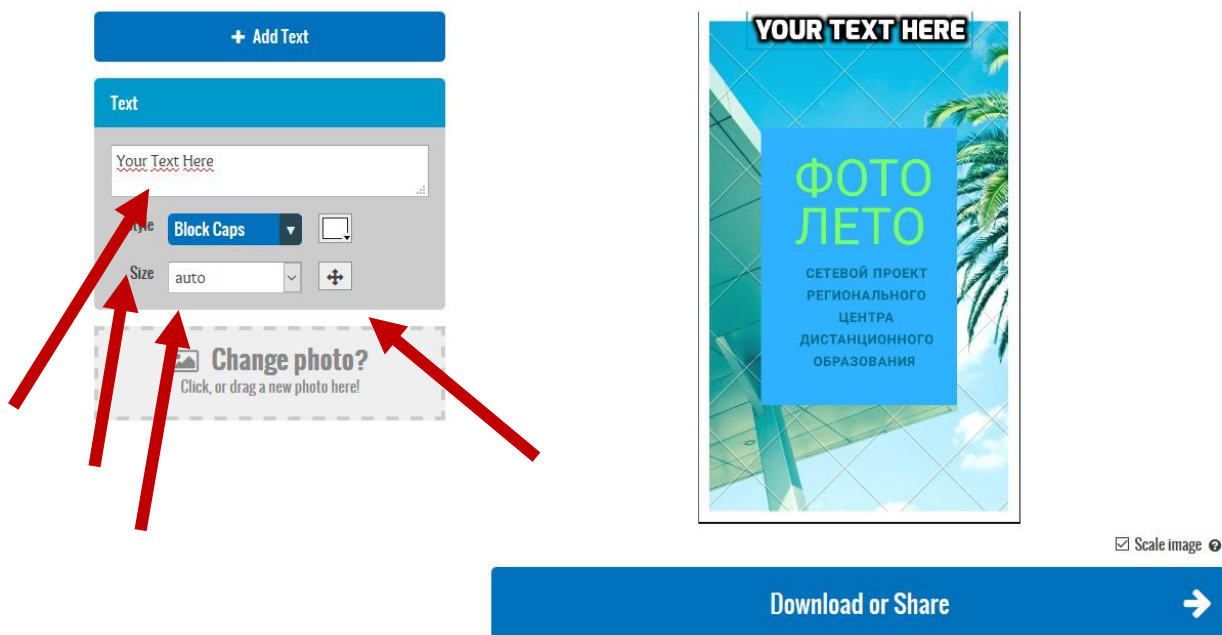 + Add Text
Text
Your Text Here
Style
Block Caps
Size
auto
Change photo?
Click, or drag a new photo here!
YOUR TEXT HERE
ФОТО
ЛЕТО
СЕТЕВОЙ ПРОЕКТ
РЕГИОНАЛЬНОГО
ЦЕНТРА
ДИСТАНЦИОННОГО
ОБРАЗОВАНИЯ
Scale image
Download or Share